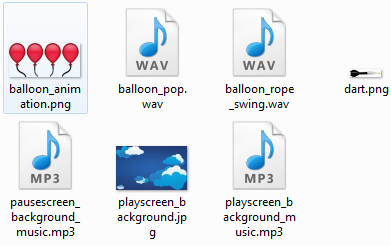 WAV
WAV
balloon_anim
ation.png
balloon_pop.
wav
balloon_rope
_swing.wav
dart.png
MP3
MP3
pausescreen_
background_
music.mp3
playscreen_b
ackground.jp
g
playscreen_b
ackground_m
usic.mp3